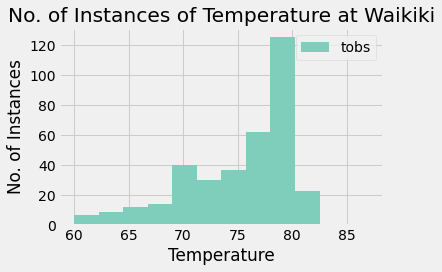 No. of Instances of Temperature at Waikiki
tobs
120
100
80
60
40
20
0
No. of Instances
60 65 70 75 80 85
Temperature